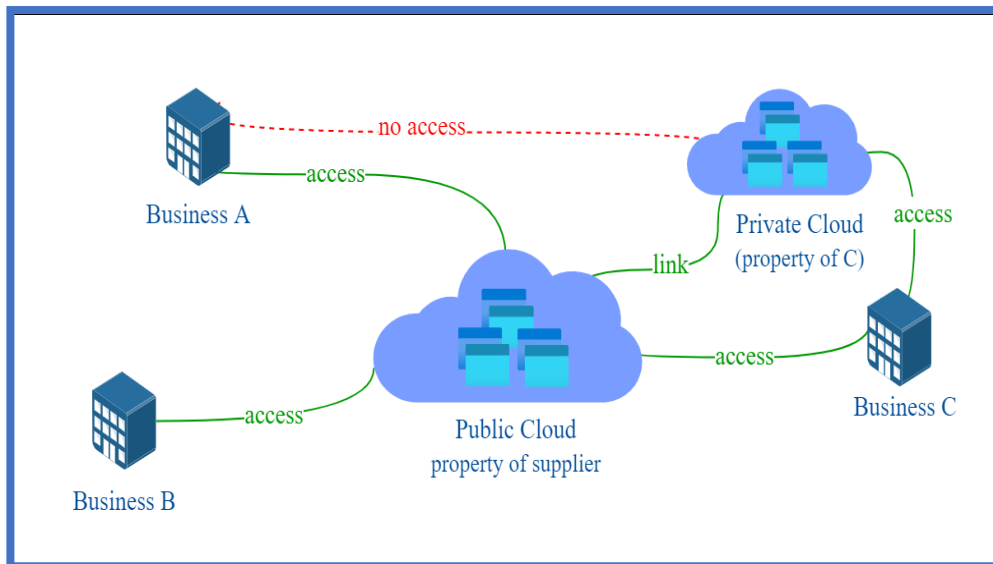 no access
access
Business A
Private Cloud
(property of C)
access
link
access
Business C
access
Public Cloud
property of supplier
Business B